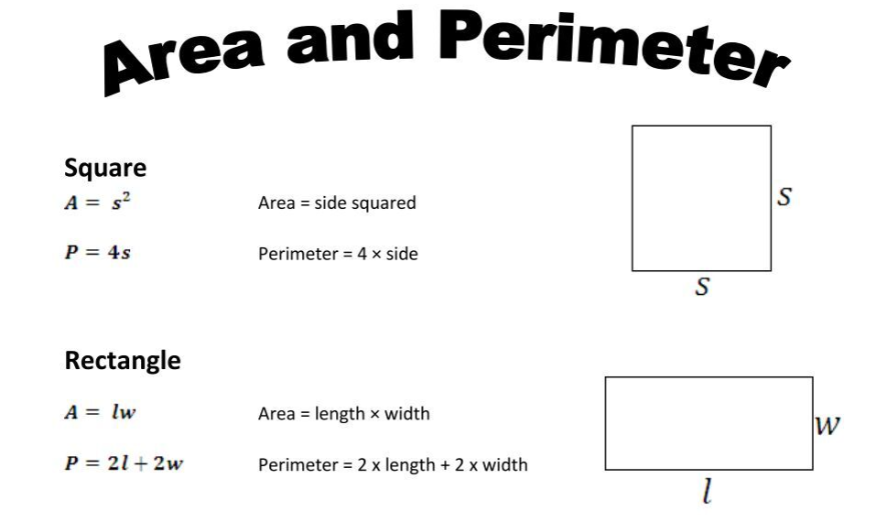 Area and Perimeter
Square
A = s²
Area = side squared
P = 4s
Perimeter = 4 × side
s
s
Rectangle
A = lw
Area = length × width
P = 2l + 2w
Perimeter = 2 x length + 2 x width
w
l